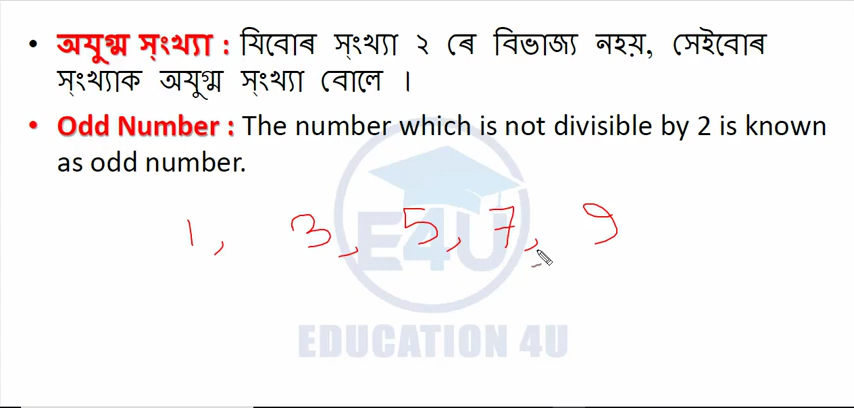 • অযুগ্ম সংখ্যা : যিবোৰ সংখ্যা ২ ৰে বিভাজ্য নহয়, সেইবোৰ
সংখ্যাক অযুগ্ম সংখ্যা বোলে ।
• Odd Number : The number which is not divisible by 2 is known
as odd number.
1, 3, 5, 7, 9
E4U
EDUCATION 4U